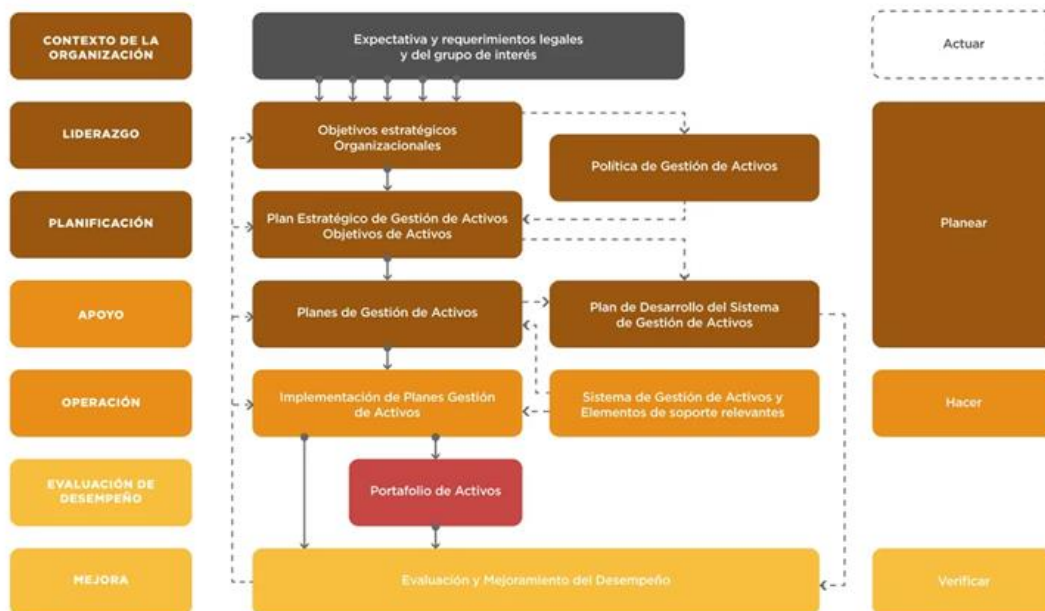 CONTEXTO DE LA
ORGANIZACIÓN
Expectativa y requerimientos legales
y del grupo de interés
Actuar
LIDERAZGO
Objetivos estratégicos
Organizacionales
Política de Gestión de Activos
PLANIFICACIÓN
Plan Estratégico de Gestión de Activos
Objetivos de Activos
Planear
APOYO
Planes de Gestión de Activos
Plan de Desarrollo del Sistema
de Gestión de Activos
OPERACIÓN
Implementación de Planes Gestión
de Activos
Sistema de Gestión de Activos y
Elementos de soporte relevantes
Hacer
EVALUACIÓN DE
DESEMPEÑO
Portafolio de Activos
MEJORA
Evaluación y Mejoramiento del Desempeño
Verificar